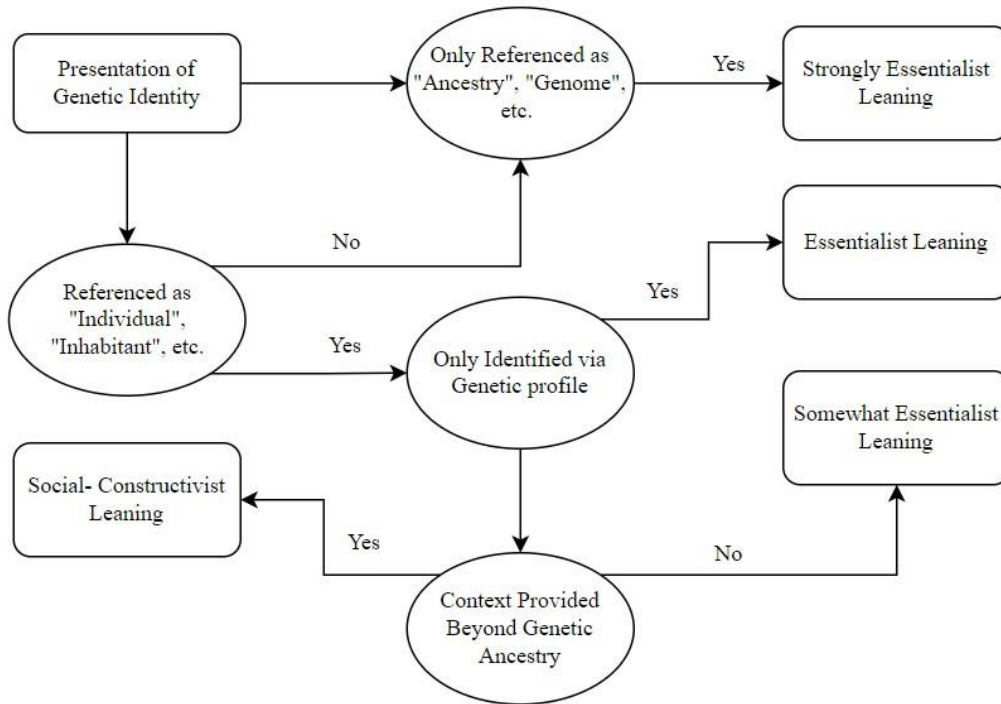 Presentation of
Genetic Identity
Only Referenced as
"Ancestry", "Genome",
etc.
Yes
Strongly Essentialist
Leaning
No
Referenced as
"Individual",
"Inhabitant", etc.
Yes
Only Identified via
Genetic profile
Yes
Essentialist Leaning
Somewhat Essentialist
Leaning
Social- Constructivist
Leaning
Yes
No
Context Provided
Beyond Genetic
Ancestry